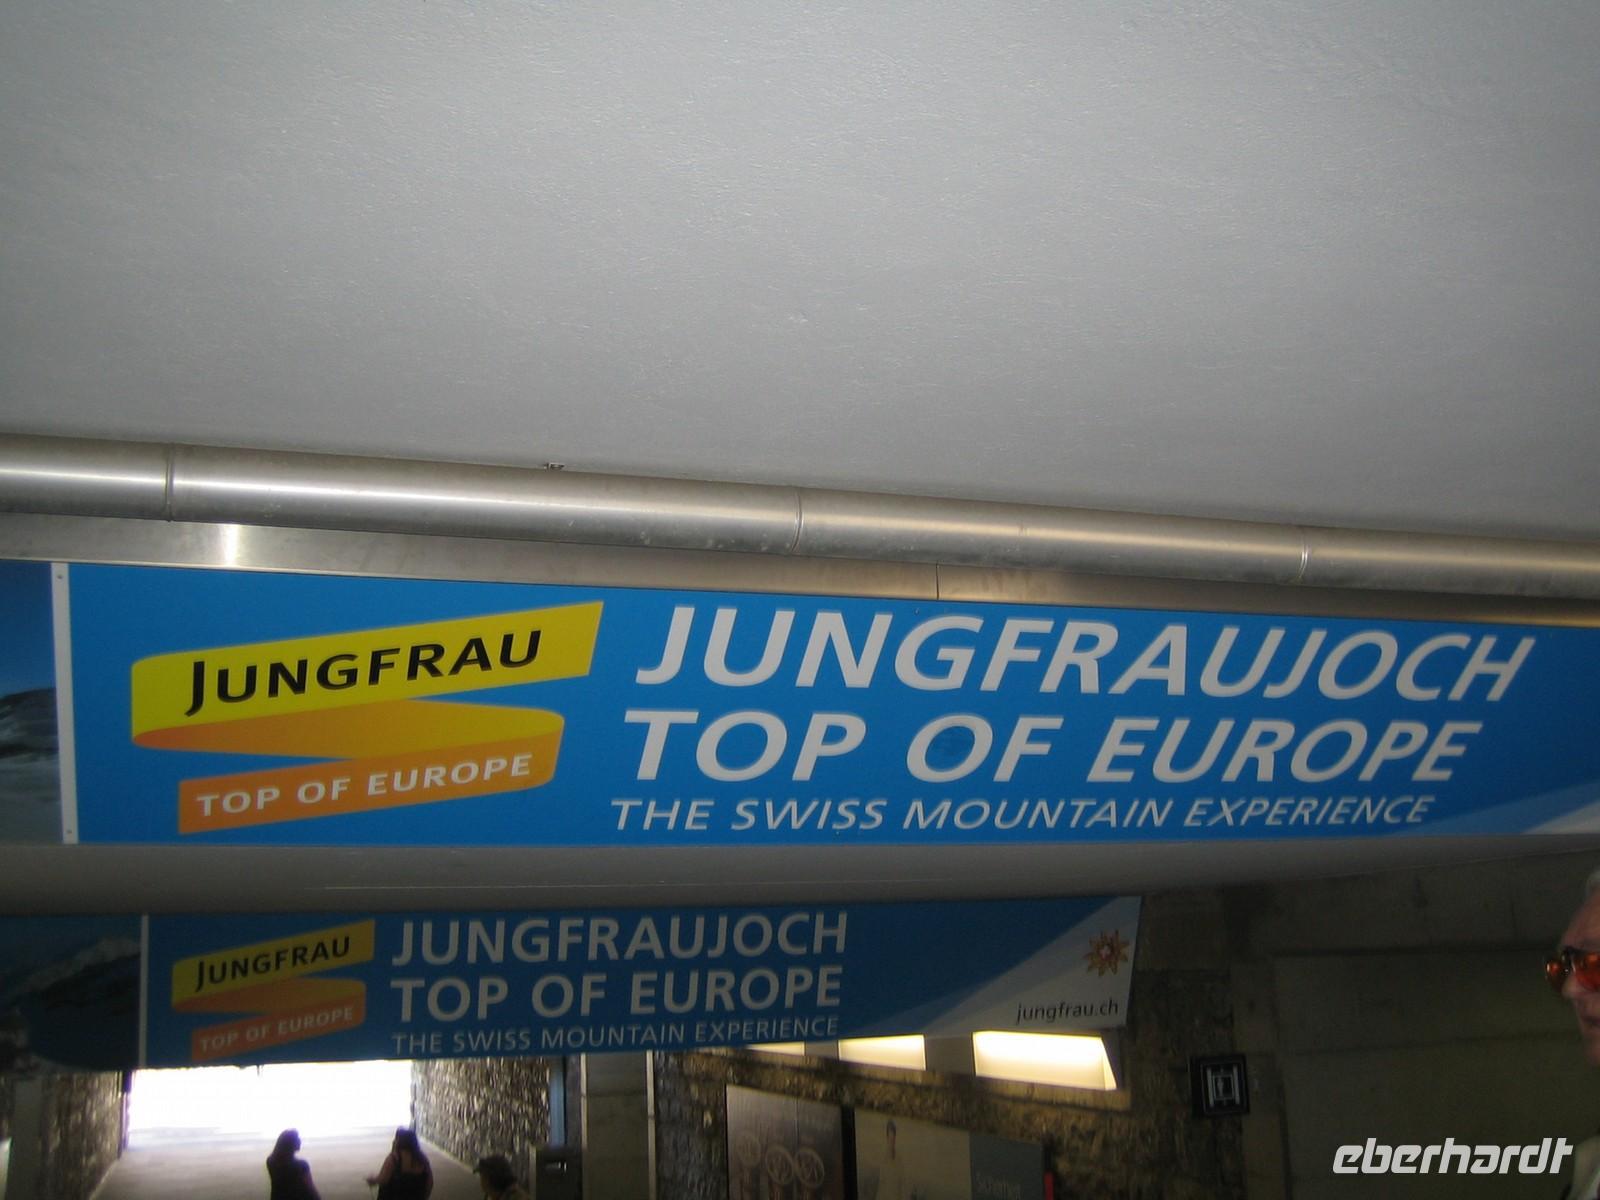 JUNGFRAU
TOP OF EUROPE
JUNGFRAUJOCH
TOP OF EUROPE
THE SWISS MOUNTAIN EXPERIENCE
JUNGFRAU
TOP OF EUROPE
JUNGFRAUJOCH
TOP OF EUROPE
THE SWISS MOUNTAIN EXPERIENCE
jungfrau.ch
eberhardt